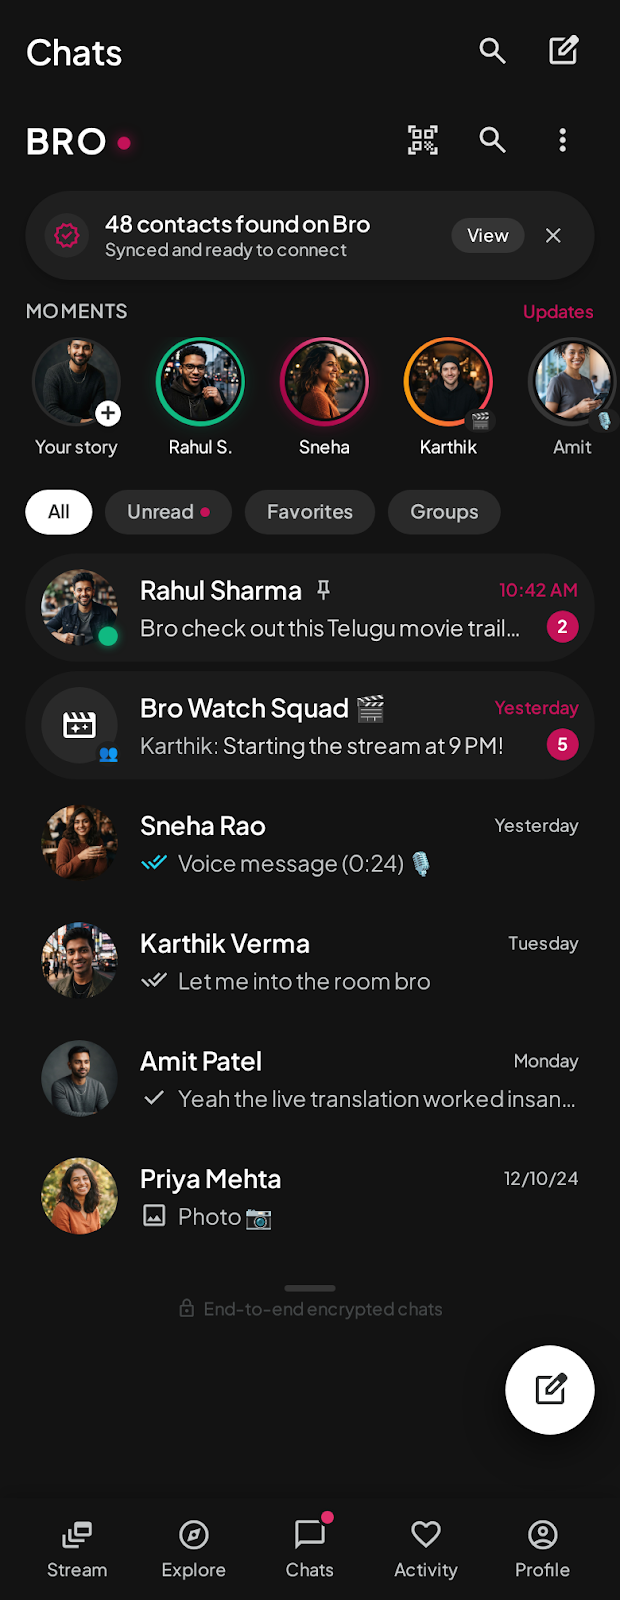 Chats
BRO
48 contacts found on Bro
Synced and ready to connect
View
MOMENTS
Updates
Your story
Rahul S.
Sneha
Karthik
Amit
All
Unread
Favorites
Groups
Rahul Sharma
10:42 AM
Bro check out this Telugu movie trail...
2
Bro Watch Squad 🎬
Yesterday
Karthik: Starting the stream at 9 PM!
5
Sneha Rao
Yesterday
Voice message (0:24) 🎙️
Karthik Verma
Tuesday
Let me into the room bro
Amit Patel
Monday
Yeah the live translation worked insan...
Priya Mehta
12/10/24
Photo 📷
End-to-end encrypted chats
Stream
Explore
Chats
Activity
Profile